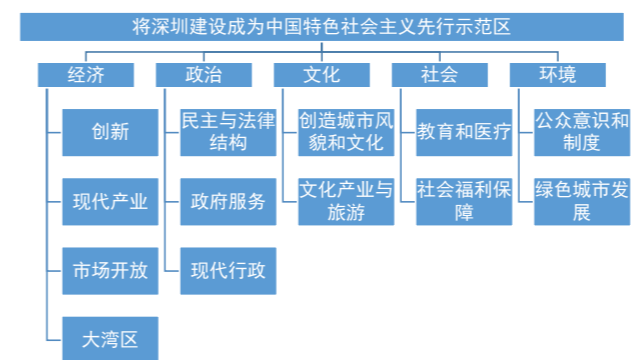 将深圳建设成为中国特色社会主义先行示范区
经济
政治
文化
社会
环境
创新
民主与法律
结构
创造城市风
貌和文化
教育和医疗
公众意识和
制度
现代产业
政府服务
文化产业与
旅游
社会福利保
障
绿色城市发
展
市场开放
现代行政
大湾区